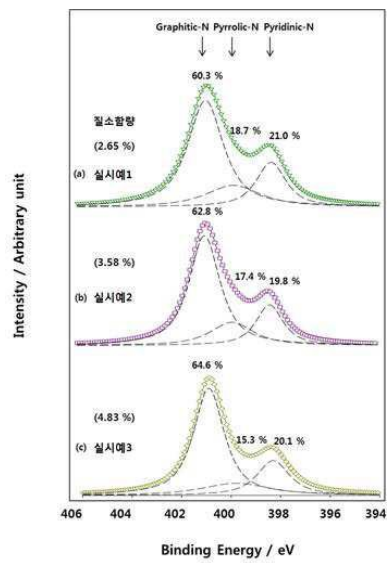 Graphitic-N Pyrrolic-N Pyridinic-N
60.3 %
질소함량
18.7 % 21.0 %
(2.65 %)
(a) 실시예1
62.8 %
(3.58 %)
17.4 % 19.8 %
(b) 실시예2
64.6 %
(4.83 %)
15.3 % 20.1 %
(c) 실시예3
406 404 402 400 398 396 394
Binding Energy / eV
Intensity / Arbitrary unit